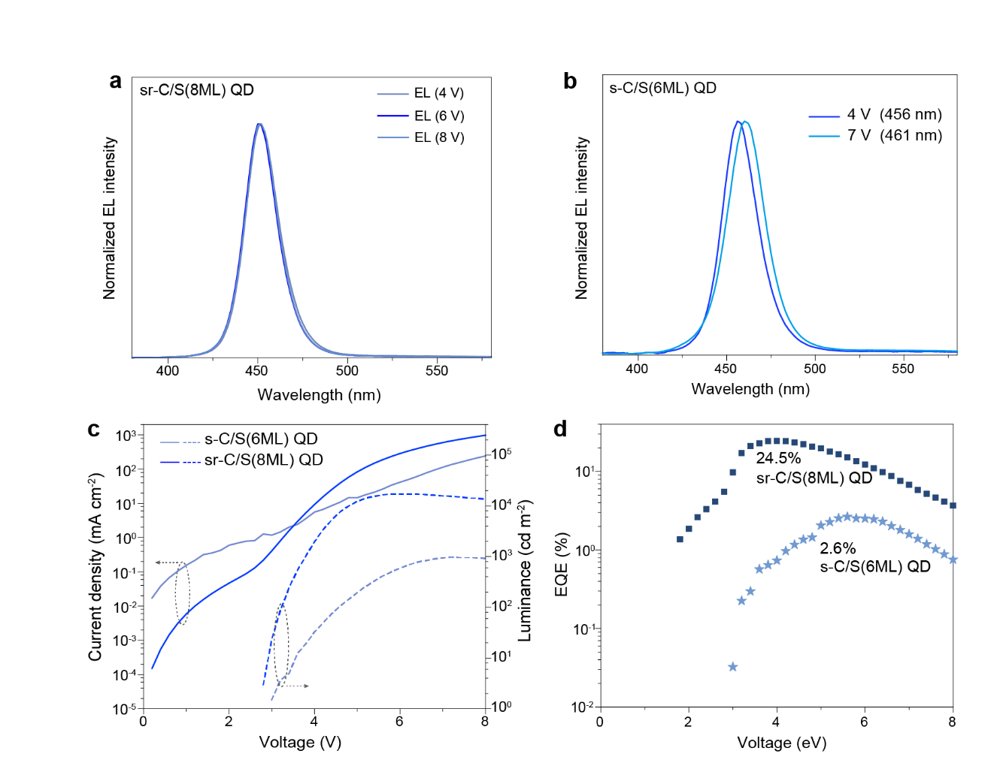 a
sr-C/S(8ML) QD
EL (4 V)
EL (6 V)
EL (8 V)
Normalized EL intensity
400 450 500 550
Wavelength (nm)
b
s-C/S(6ML) QD
4 V (456 nm)
7 V (461 nm)
Normalized EL intensity
400 450 500 550
Wavelength (nm)
c
s-C/S(6ML) QD
sr-C/S(8ML) QD
Current density (mA cm⁻²)
10³
10²
10¹
10⁰
10⁻¹
10⁻²
10⁻³
10⁻⁴
10⁻⁵
Luminance (cd m⁻²)
10⁵
10⁴
10³
10²
10¹
10⁰
0 2 4 6 8
Voltage (V)
d
24.5%
sr-C/S(8ML) QD
2.6%
s-C/S(6ML) QD
EQE (%)
10¹
10⁰
10⁻¹
10⁻²
0 2 4 6 8
Voltage (eV)